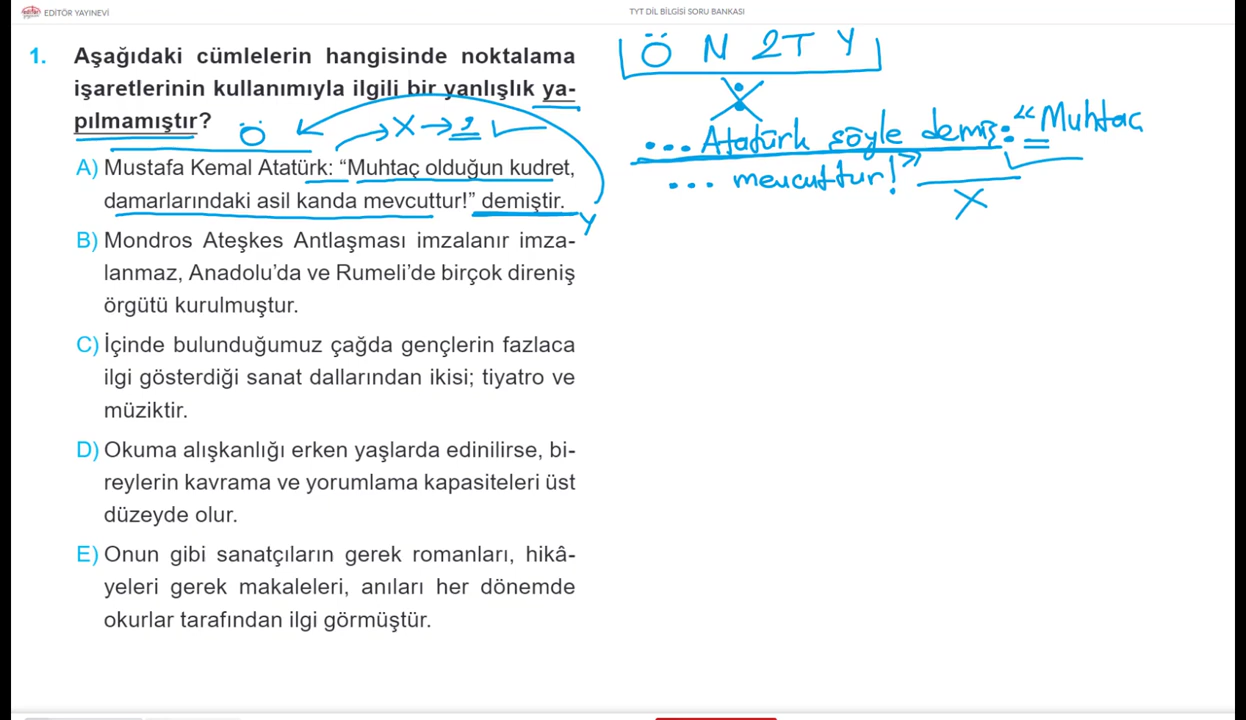 EDİTÖR YAYINEVİ
TYT DİL BİLGİSİ SORU BANKASI
1. Aşağıdaki cümlelerin hangisinde noktalama
işaretlerinin kullanımıyla ilgili bir yanlışlık ya-
pılmamıştır?
A) Mustafa Kemal Atatürk: “Muhtaç olduğun kudret,
damarlarındaki asil kanda mevcuttur!” demiştir.
B) Mondros Ateşkes Antlaşması imzalanır imza-
lanmaz, Anadolu’da ve Rumeli’de birçok direniş
örgütü kurulmuştur.
C) İçinde bulunduğumuz çağda gençlerin fazlaca
ilgi gösterdiği sanat dallarından ikisi; tiyatro ve
müziktir.
D) Okuma alışkanlığı erken yaşlarda edinilirse, bi-
reylerin kavrama ve yorumlama kapasiteleri üst
düzeyde olur.
E) Onun gibi sanatçıların gerek romanları, hikâ-
yeleri gerek makaleleri, anıları her dönemde
okurlar tarafından ilgi görmüştür.
Ö N 2T Y
X
... Atatürk şöyle demiş: “Muhtaç
... mevcuttur!”
X
Ö
X
Y